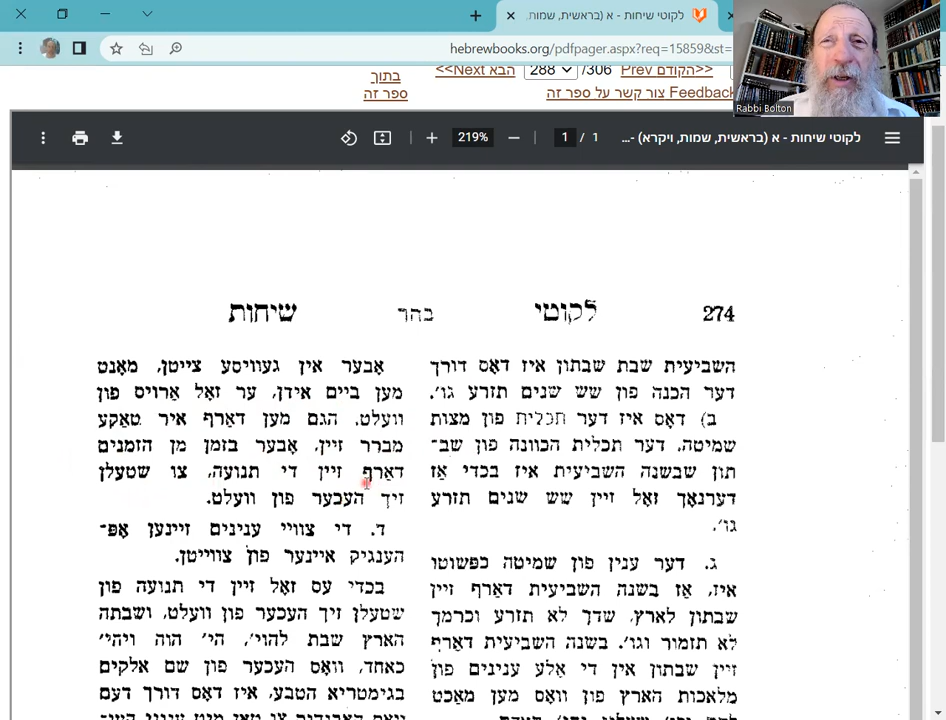 לקוטי שיחות - א (בראשית, שמות,
hebrewbooks.org/pdfpager.aspx?req=15859&st=
בתוך
ספר זה
<<Next הבא 288 /306 Prev הקודם>>
Feedback צור קשר על ספר זה
Rabbi Bolton
219% 1 / 1 לקוטי שיחות - א (בראשית, שמות, ויקרא) -...
274 לקוטי בהר שיחות
השביעית שבת שבתון איז דאָס דורך
דער הכנה פון שש שנים תזרע גו׳.
ב) דאָס איז דער תכלית פון מצות
שמיטה. דער תכלית הכוונה פון שב־
תון שבשנה השביעית איז בכדי אַז
דערנאָך זאָל זיין שש שנים תזרע
גו׳.
ג. דער ענין פון שמיטה כפשוטו
איז, אַז בשנה השביעית דאַרף זיין
שבתון לארץ, שדך לא תזרע וכרמך
לא תזמור וגו׳. בשנה השביעית דאַרף
זיין שבתון אין די אַלע ענינים פון
מלאכות הארץ פון וואָס מען מאַכט
אָבער אין געוויסע צייטן, מאָנט
מען ביים אידן, ער זאָל אַרויס פון
וועלט. הגם מען דאַרף איר טאַקע
מברר זיין, אָבער בזמן מן הזמנים
דאַרף זיין די תנועה, צו שטעלן
זיך העכער פון וועלט.
ד. די צוויי ענינים זיינען אָפּ־
הענגיק איינער פון צווייטן.
בכדי עס זאָל זיין די תנועה פון
שטעלן זיך העכער פון וועלט, ושבתה
הארץ שבת להוי׳, הי׳ הוה ויהי׳
כאחד, וואָס העכער פון שם אלקים
בגימטריא הטבע, איז דאָס דורך דעם